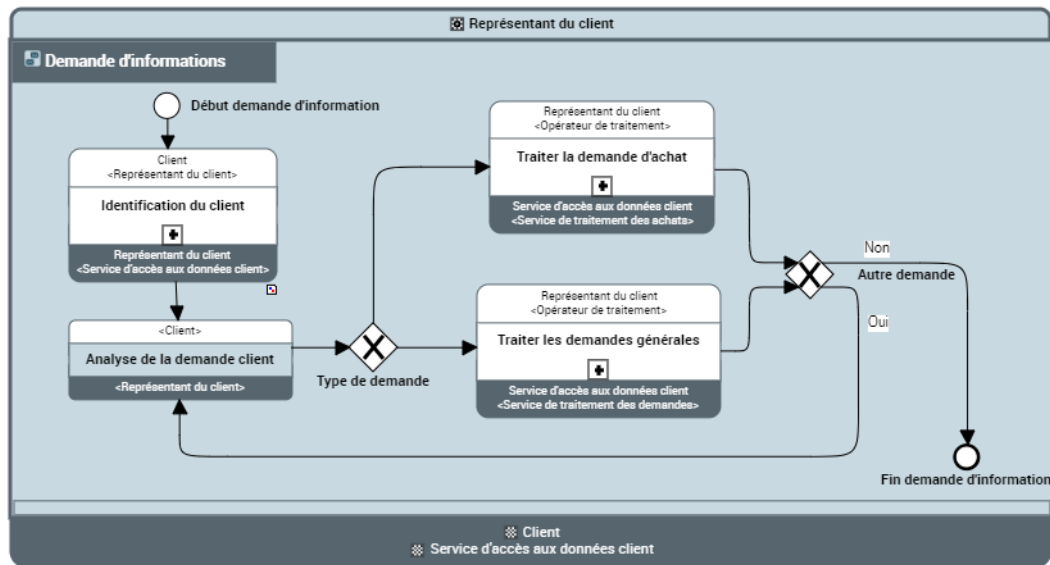 Représentant du client
Demande d'informations
Début demande d'information
Client
<Représentant du client>
Identification du client
Représentant du client
<Service d'accès aux données client>
<Client>
Analyse de la demande client
<Représentant du client>
Type de demande
Représentant du client
<Opérateur de traitement>
Traiter la demande d'achat
Service d'accès aux données client
<Service de traitement des achats>
Représentant du client
<Opérateur de traitement>
Traiter les demandes générales
Service d'accès aux données client
<Service de traitement des demandes>
Non
Autre demande
Oui
Fin demande d'information
Client
Service d'accès aux données client